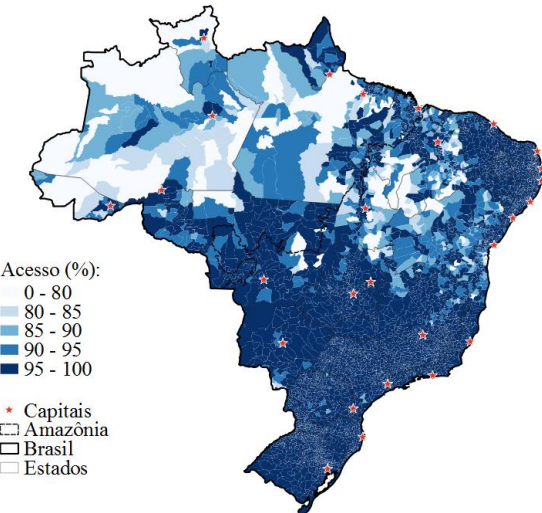 Acesso (%):
0 - 80
80 - 85
85 - 90
90 - 95
95 - 100
Capitais
Amazônia
Brasil
Estados